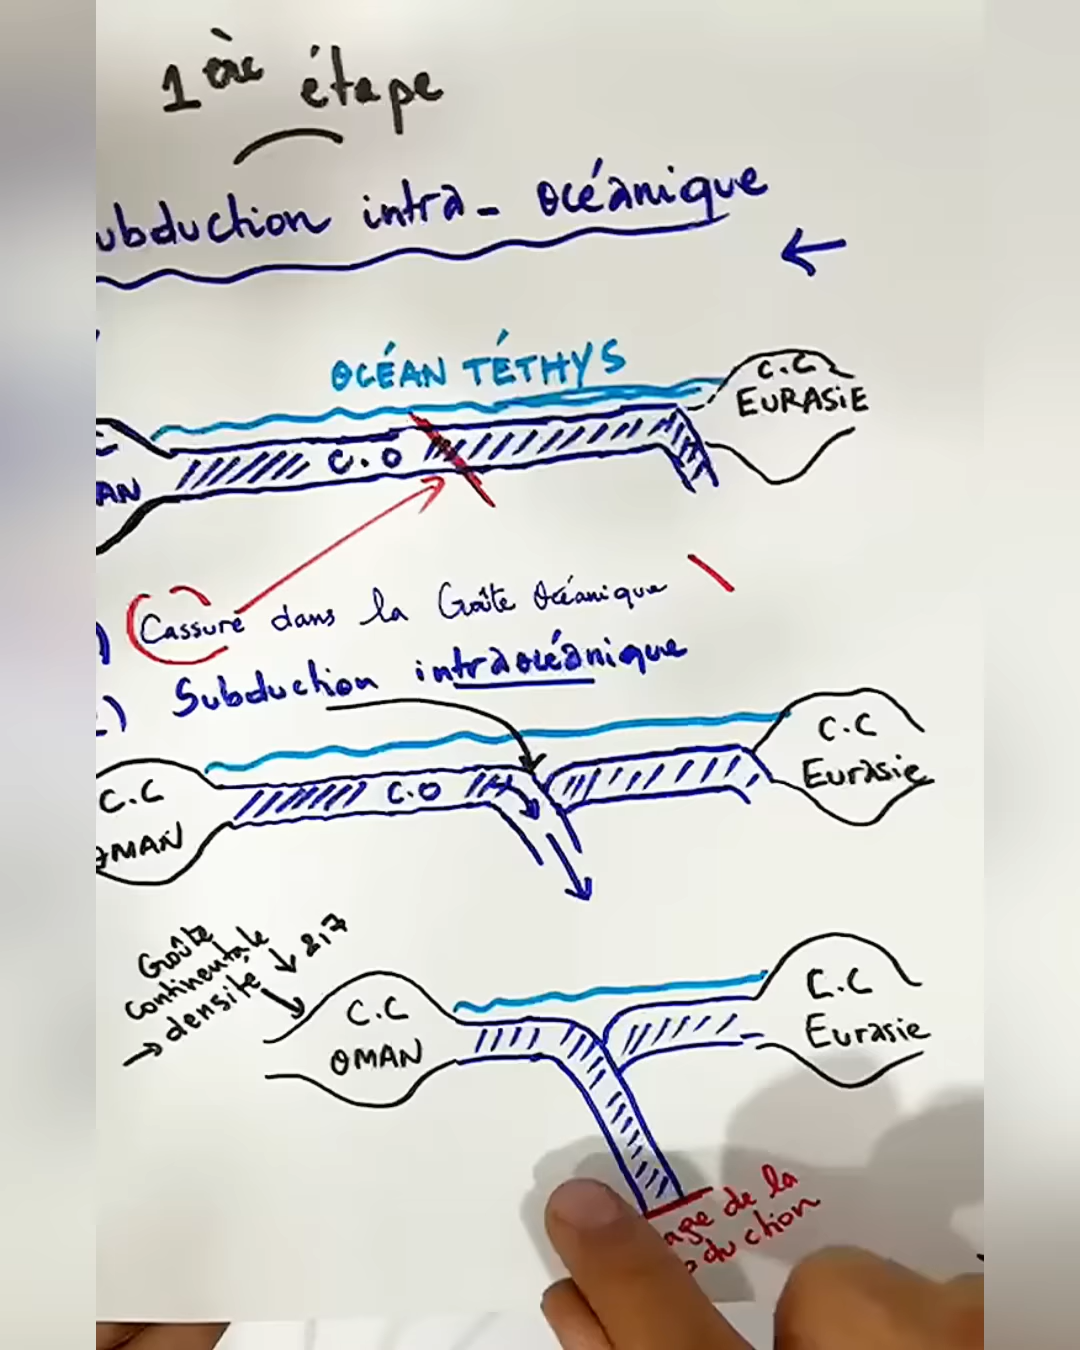 1ère étape
ubduction intra-océanique
OCÉAN TÉTHYS
C.C
EURASIE
C
AN
C.O
) Cassure dans la Croûte Océanique
) Subduction intraocéanique
C.C
Eurasie
C.C
OMAN
C.O
Croûte
continentale
→ densité ↓ 2,7
C.C
OMAN
C.C
Eurasie
age de la
duction